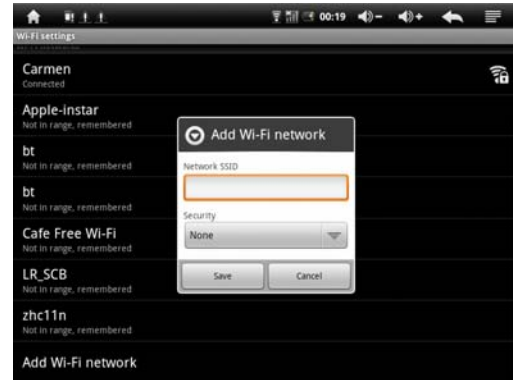 00:19
Wi-Fi settings
Carmen
Connected
Apple-instar
Not in range, remembered
bt
Not in range, remembered
bt
Not in range, remembered
Cafe Free Wi-Fi
Not in range, remembered
LR_SCB
Not in range, remembered
zhc11n
Not in range, remembered
Add Wi-Fi network
Add Wi-Fi network
Network SSID
Security
None
Save Cancel